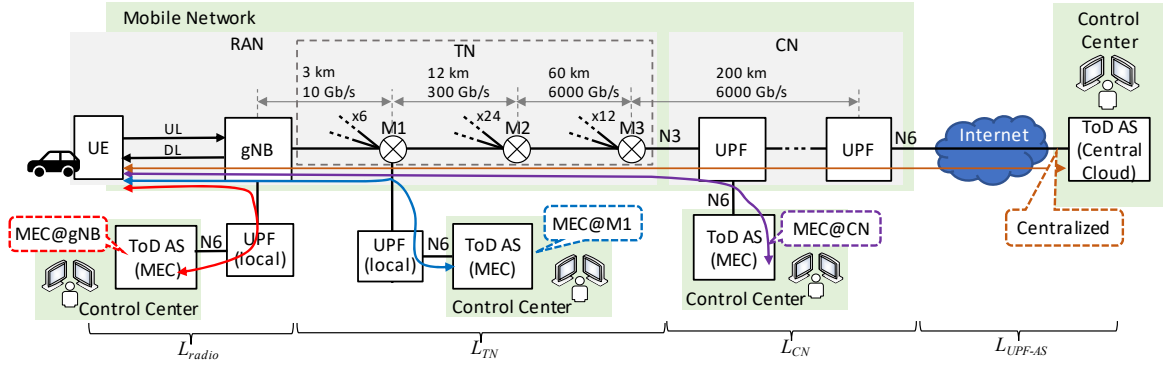 Mobile Network
Control
Center
RAN
TN
CN
3 km
10 Gb/s
12 km
300 Gb/s
60 km
6000 Gb/s
200 km
6000 Gb/s
x6
x24
x12
M1
M2
M3
N3
N6
UE
UL
DL
gNB
UPF
UPF
Internet
ToD AS
(Central
Cloud)
MEC@gNB
ToD AS
(MEC)
N6
UPF
(local)
Control Center
UPF
(local)
N6
ToD AS
(MEC)
MEC@M1
Control Center
N6
ToD AS
(MEC)
MEC@CN
Control Center
Centralized
L_radio
L_TN
L_CN
L_UPF-AS